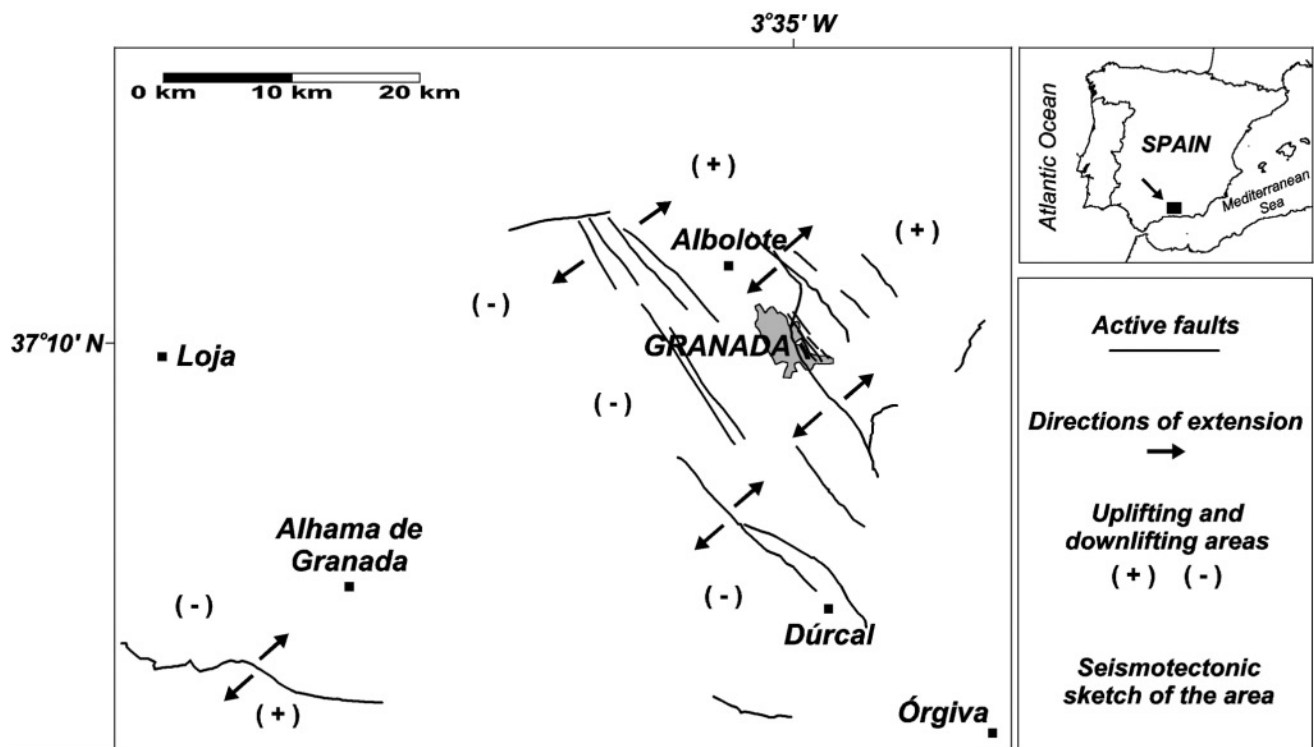 3°35' W
0 km 10 km 20 km
( + )
Albolote
( + )
( - )
37°10' N
Loja
GRANADA
( - )
Alhama de
Granada
( - )
( - )
Dúrcal
( + )
Órgiva
Atlantic Ocean
SPAIN
Mediterranean
Sea
Active faults
Directions of extension
Uplifting and
downlifting areas
( + ) ( - )
Seismotectonic
sketch of the area